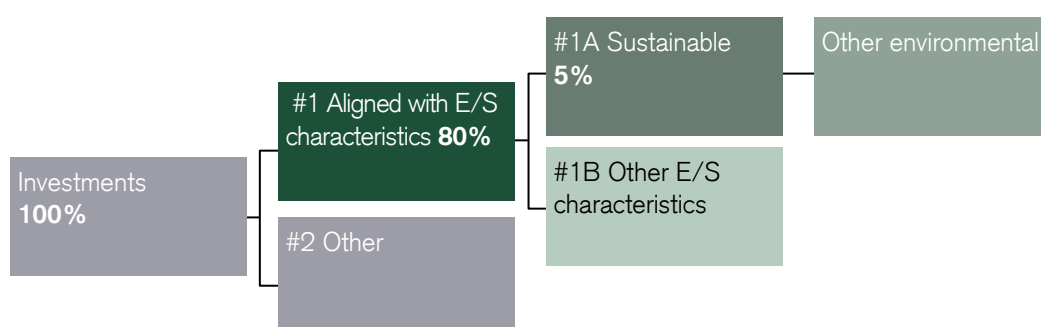 #1A Sustainable
5%
Other environmental
#1 Aligned with E/S
characteristics 80%
#1B Other E/S
characteristics
Investments
100%
#2 Other